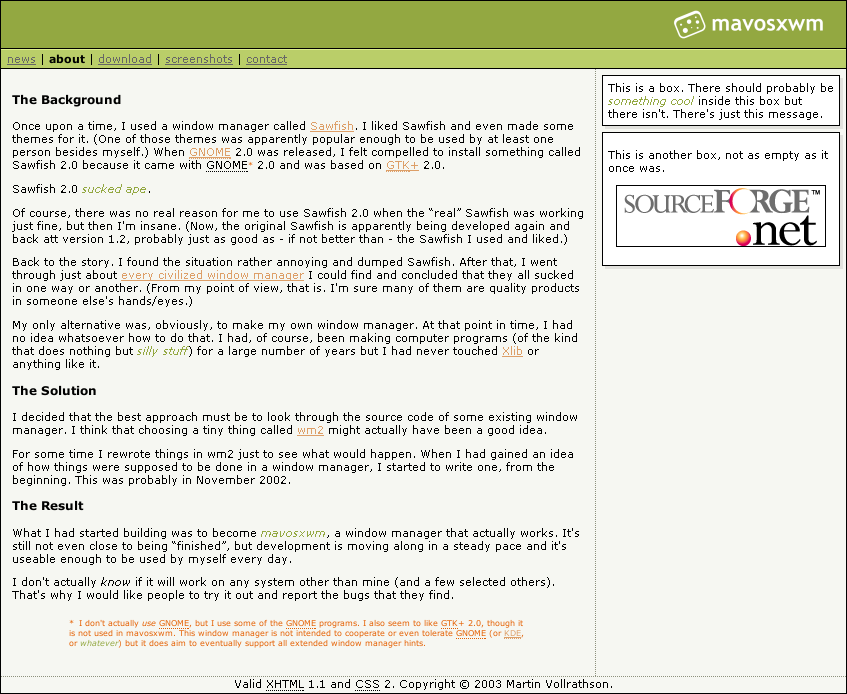 mavosxwm
news | about | download | screenshots | contact
The Background
Once upon a time, I used a window manager called Sawfish. I liked Sawfish and even made some
themes for it. (One of those themes was apparently popular enough to be used by at least one
person besides myself.) When GNOME 2.0 was released, I felt compelled to install something called
Sawfish 2.0 because it came with GNOME* 2.0 and was based on GTK+ 2.0.
Sawfish 2.0 sucked ape.
Of course, there was no real reason for me to use Sawfish 2.0 when the “real” Sawfish was working
just fine, but then I'm insane. (Now, the original Sawfish is apparently being developed again and
back att version 1.2, probably just as good as - if not better than - the Sawfish I used and liked.)
Back to the story. I found the situation rather annoying and dumped Sawfish. After that, I went
through just about every civilized window manager I could find and concluded that they all sucked
in one way or another. (From my point of view, that is. I'm sure many of them are quality products
in someone else's hands/eyes.)
My only alternative was, obviously, to make my own window manager. At that point in time, I had
no idea whatsoever how to do that. I had, of course, been making computer programs (of the kind
that does nothing but silly stuff) for a large number of years but I had never touched Xlib or
anything like it.
The Solution
I decided that the best approach must be to look through the source code of some existing window
manager. I think that choosing a tiny thing called wm2 might actually have been a good idea.
For some time I rewrote things in wm2 just to see what would happen. When I had gained an idea
of how things were supposed to be done in a window manager, I started to write one, from the
beginning. This was probably in November 2002.
The Result
What I had started building was to become mavosxwm, a window manager that actually works. It's
still not even close to being “finished”, but development is moving along in a steady pace and it's
useable enough to be used by myself every day.
I don't actually know if it will work on any system other than mine (and a few selected others).
That's why I would like people to try it out and report the bugs that they find.
* I don't actually use GNOME, but I use some of the GNOME programs. I also seem to like GTK+ 2.0, though it
is not used in mavosxwm. This window manager is not intended to cooperate or even tolerate GNOME (or KDE,
or whatever) but it does aim to eventually support all extended window manager hints.
This is a box. There should probably be
something cool inside this box but
there isn't. There's just this message.
This is another box, not as empty as it
once was.
SOURCEFORGE™
.net
Valid XHTML 1.1 and CSS 2. Copyright © 2003 Martin Vollrathson.